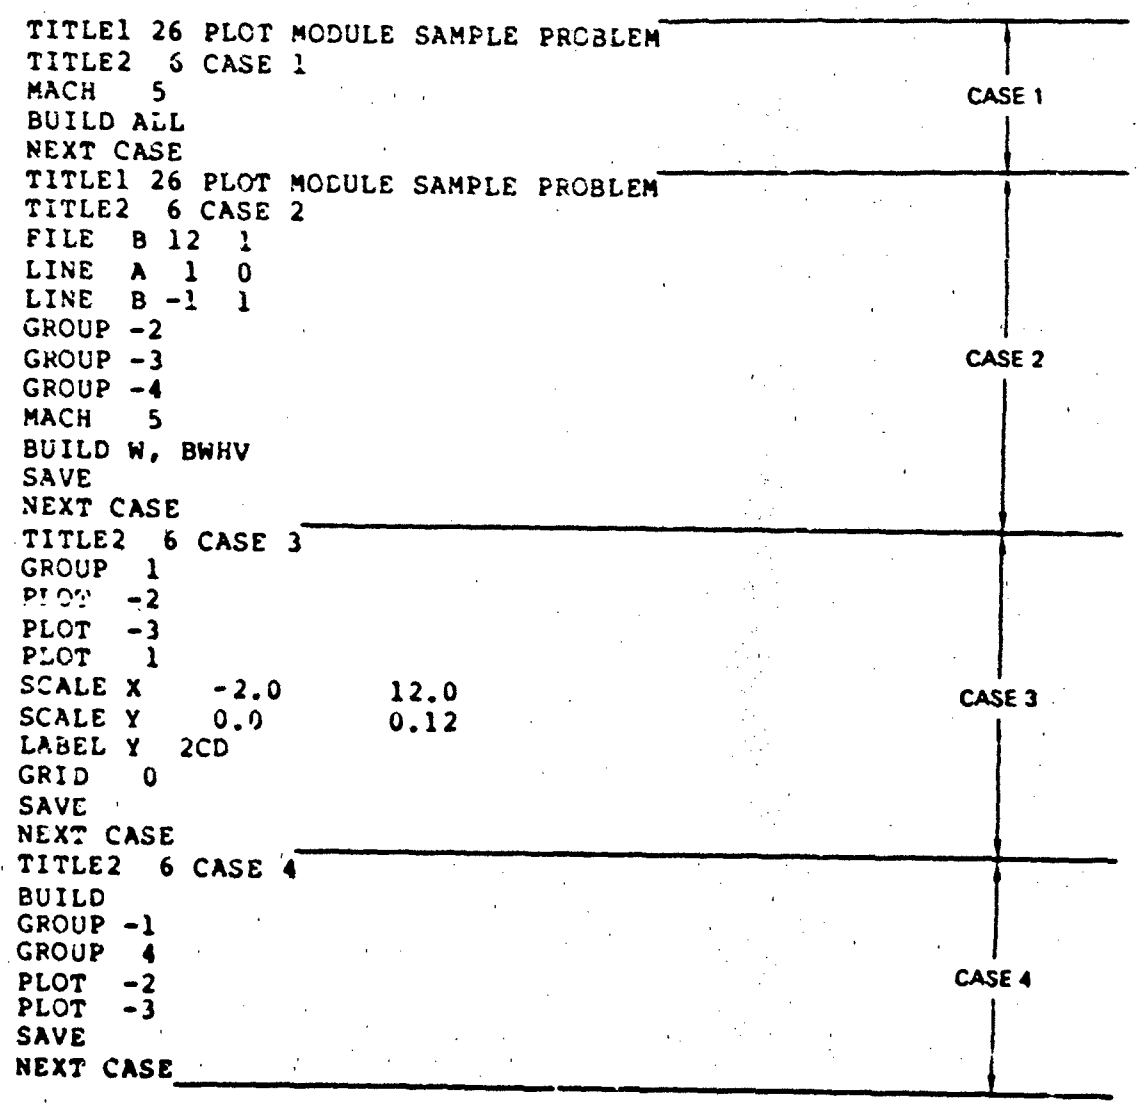 TITLE1 26 PLOT MODULE SAMPLE PROBLEM
TITLE2  6 CASE 1
MACH    5
BUILD ALL
NEXT CASE
CASE 1
TITLE1 26 PLOT MODULE SAMPLE PROBLEM
TITLE2  6 CASE 2
FILE  B 12  1
LINE  A  1  0
LINE  B -1  1
GROUP -2
GROUP -3
GROUP -4
MACH    5
BUILD W, BWHV
SAVE
NEXT CASE
CASE 2
TITLE2  6 CASE 3
GROUP  1
PLOT  -2
PLOT  -3
PLOT   1
SCALE X    -2.0      12.0
SCALE Y    0.0       0.12
LABEL Y  2CD
GRID   0
SAVE
NEXT CASE
CASE 3
TITLE2  6 CASE 4
BUILD
GROUP -1
GROUP  4
PLOT  -2
PLOT  -3
SAVE
NEXT CASE
CASE 4